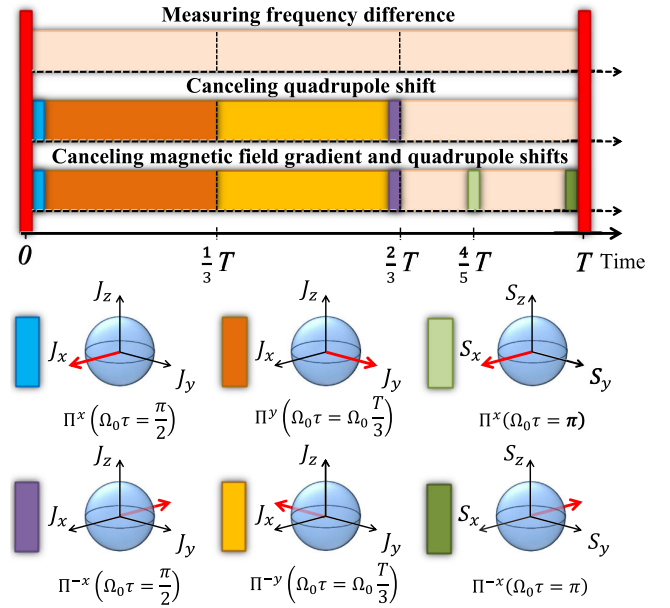 Measuring frequency difference
Canceling quadrupole shift
Canceling magnetic field gradient and quadrupole shifts
0 1/3 T 2/3 T 4/5 T T Time
J_z J_z S_z
J_x J_y J_x J_y S_x S_y
Π^x (Ω_0τ = π/2) Π^y (Ω_0τ = Ω_0 T/3) Π^x(Ω_0τ = π)
J_z J_z S_z
J_x J_y J_x J_y S_x S_y
Π^{-x} (Ω_0τ = π/2) Π^{-y} (Ω_0τ = Ω_0 T/3) Π^{-x}(Ω_0τ = π)